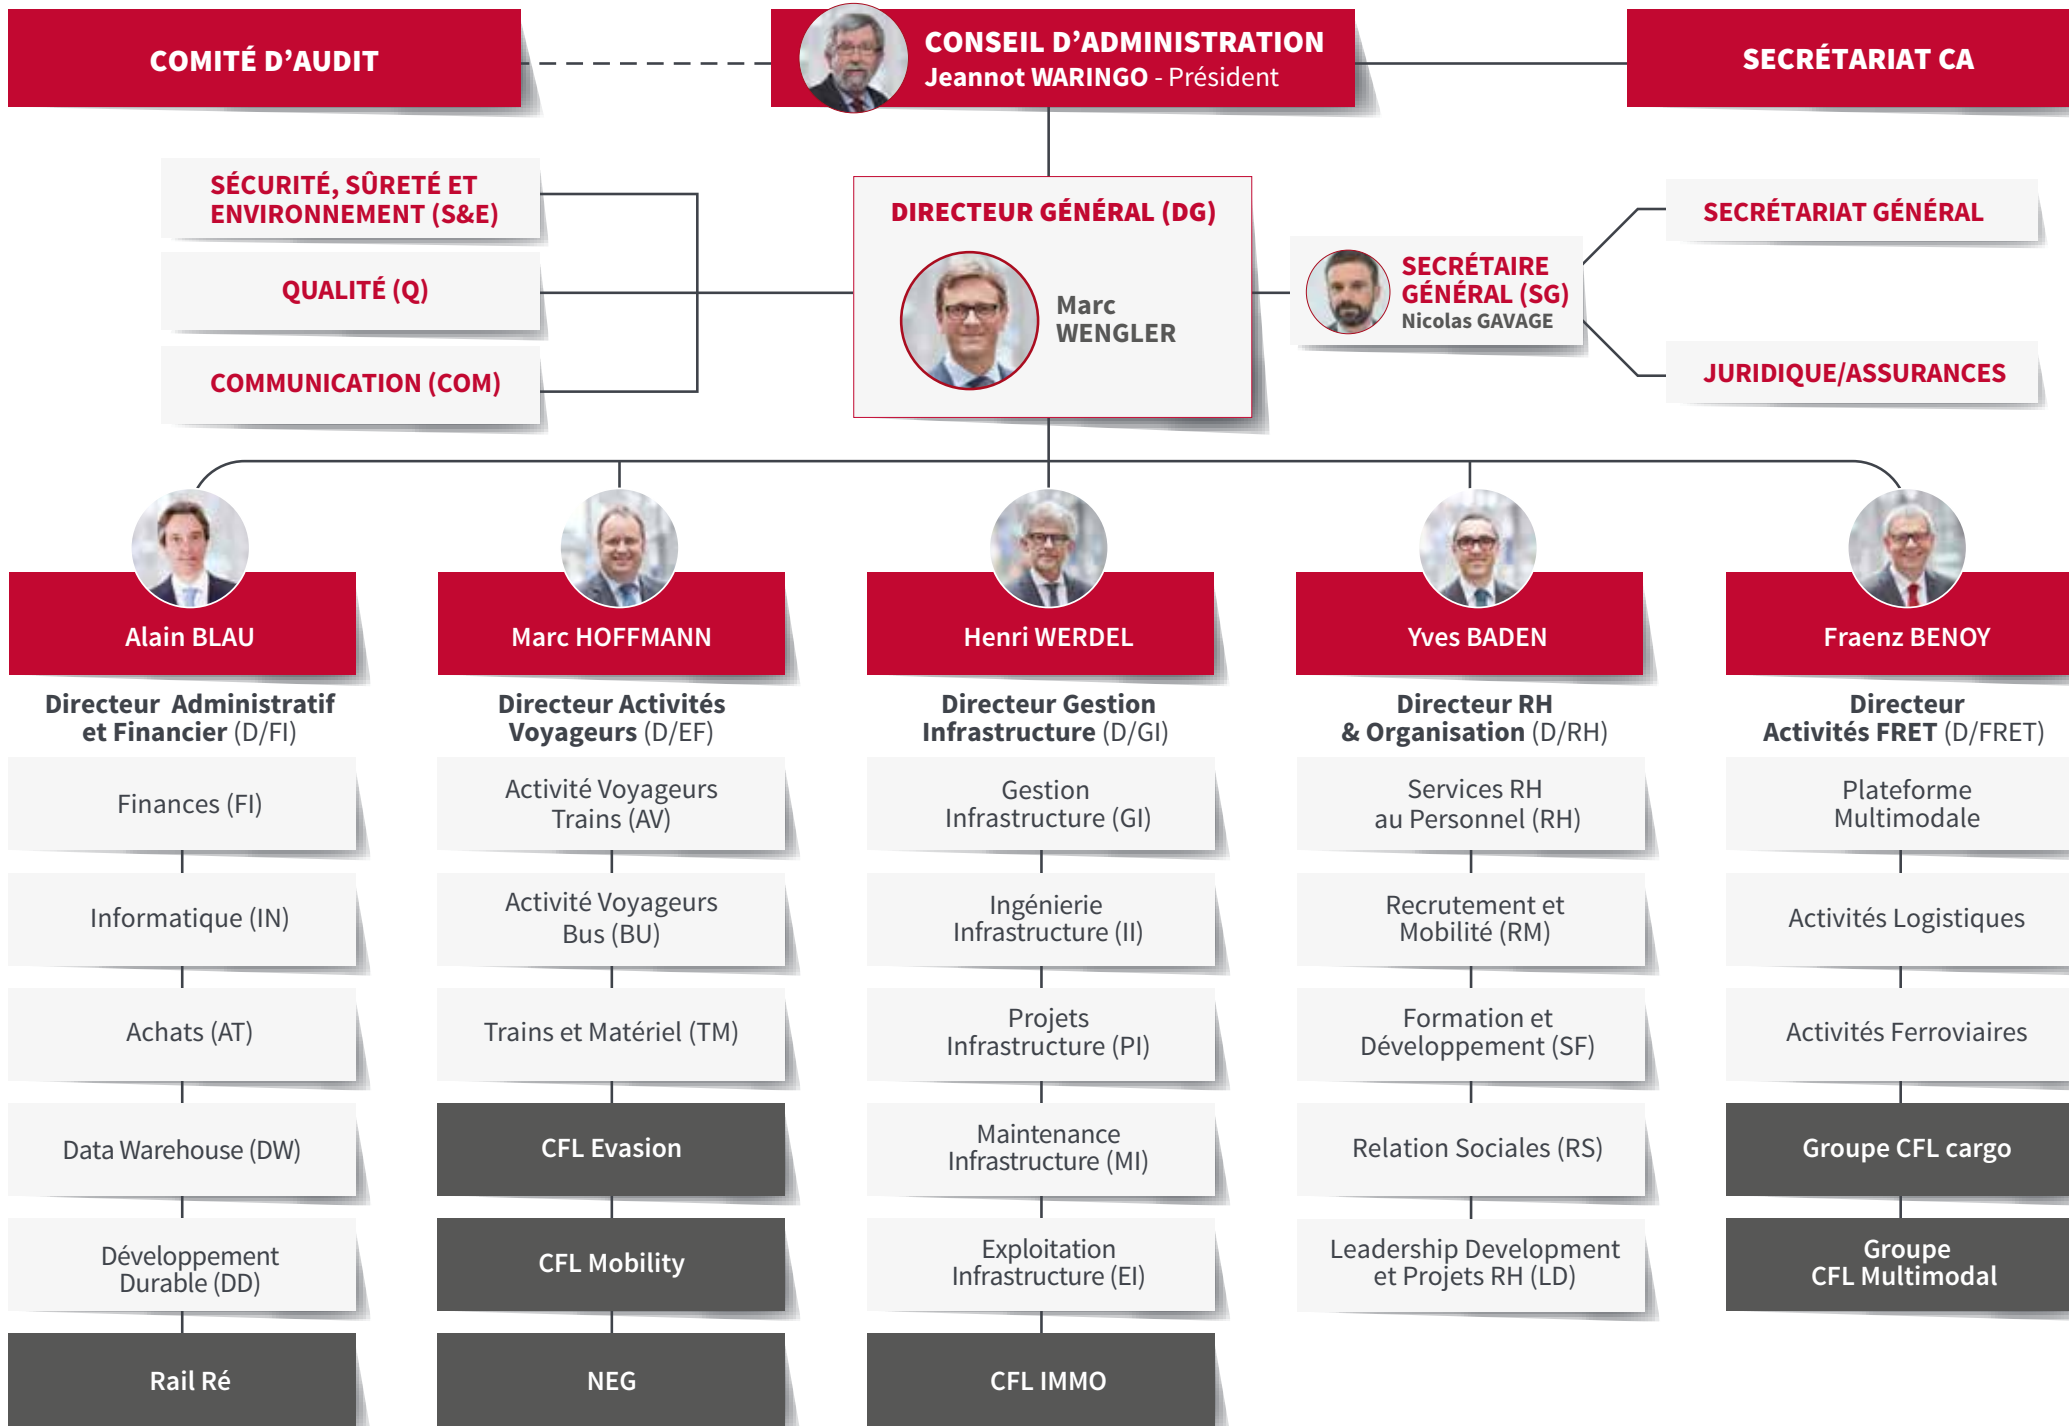 COMITÉ D'AUDIT
CONSEIL D'ADMINISTRATION
Jeannot WARINGO - Président
SECRÉTARIAT CA
SÉCURITÉ, SÛRETÉ ET
ENVIRONNEMENT (S&E)
QUALITÉ (Q)
COMMUNICATION (COM)
DIRECTEUR GÉNÉRAL (DG)
Marc
WENGLER
SECRÉTAIRE
GÉNÉRAL (SG)
Nicolas GAVAGE
SECRÉTARIAT GÉNÉRAL
JURIDIQUE/ASSURANCES
Alain BLAU
Directeur Administratif
et Financier (D/FI)
Finances (FI)
Informatique (IN)
Achats (AT)
Data Warehouse (DW)
Développement
Durable (DD)
Rail Ré
Marc HOFFMANN
Directeur Activités
Voyageurs (D/EF)
Activité Voyageurs
Trains (AV)
Activité Voyageurs
Bus (BU)
Trains et Matériel (TM)
CFL Evasion
CFL Mobility
NEG
Henri WERDEL
Directeur Gestion
Infrastructure (D/GI)
Gestion
Infrastructure (GI)
Ingénierie
Infrastructure (II)
Projets
Infrastructure (PI)
Maintenance
Infrastructure (MI)
Exploitation
Infrastructure (EI)
CFL IMMO
Yves BADEN
Directeur RH
& Organisation (D/RH)
Services RH
au Personnel (RH)
Recrutement et
Mobilité (RM)
Formation et
Développement (SF)
Relation Sociales (RS)
Leadership Development
et Projets RH (LD)
Fraenz BENOY
Directeur
Activités FRET (D/FRET)
Plateforme
Multimodale
Activités Logistiques
Activités Ferroviaires
Groupe CFL cargo
Groupe
CFL Multimodal